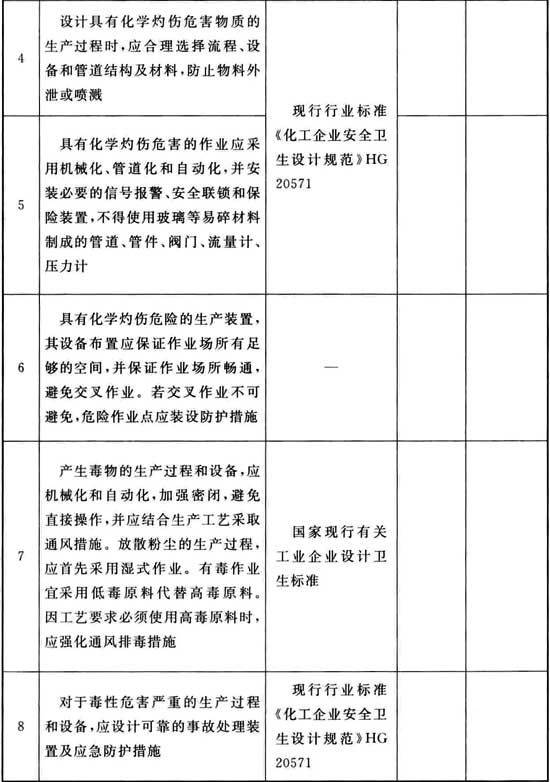 4
设计具有化学灼伤危害物质的
生产过程时,应合理选择流程、设
备和管道结构及材料,防止物料外
泄或喷溅
现行行业标准
《化工企业安全卫
生设计规范》HG
20571
5
具有化学灼伤危害的作业应采
用机械化、管道化和自动化,并安
装必要的信号报警、安全联锁和保
险装置,不得使用玻璃等易碎材料
制成的管道、管件、阀门、流量计、
压力计
6
具有化学灼伤危险的生产装置,
其设备布置应保证作业场所有足
够的空间,并保证作业场所畅通,
避免交叉作业。若交叉作业不可
避免,危险作业点应装设防护措施
—
7
产生毒物的生产过程和设备,应
机械化和自动化,加强密闭,避免
直接操作,并应结合生产工艺采取
通风措施。放散粉尘的生产过程,
应首先采用湿式作业。有毒作业
宜采用低毒原料代替高毒原料。
因工艺要求必须使用高毒原料时,
应强化通风排毒措施
国家现行有关
工业企业设计卫
生标准
8
对于毒性危害严重的生产过程
和设备,应设计可靠的事故处理装
置及应急防护措施
现行行业标准
《化工企业安全卫
生设计规范》HG
20571